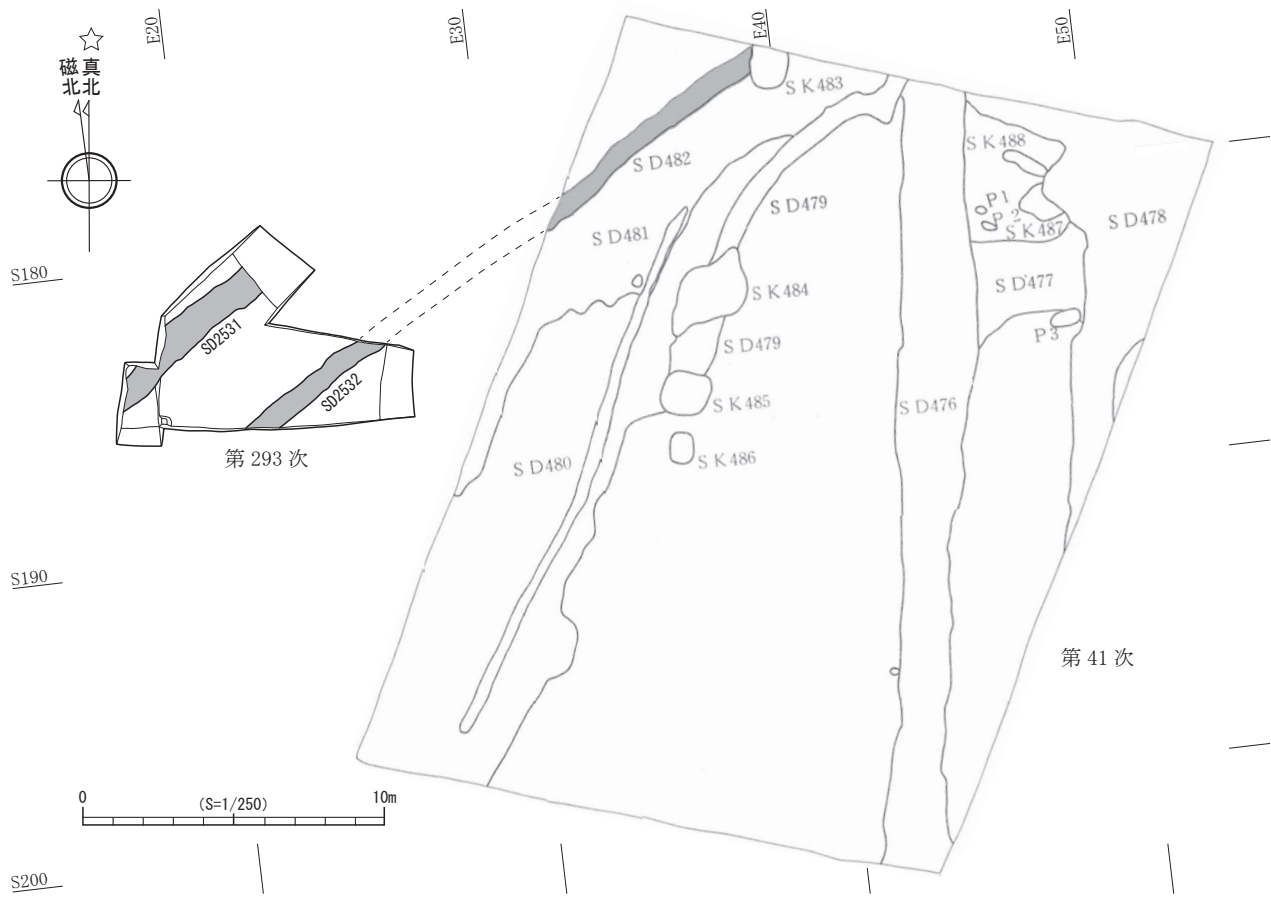 E20
E30
E40
E50
真北
磁北
S K483
S D482
S K488
S D479
P1
P2
S K487
S D478
S D481
S180
S D477
S K484
P3
SD2531
S D479
SD2532
S K485
S D476
第 293 次
S D480
S K486
S190
第 41 次
0
(S=1/250)
10m
S200